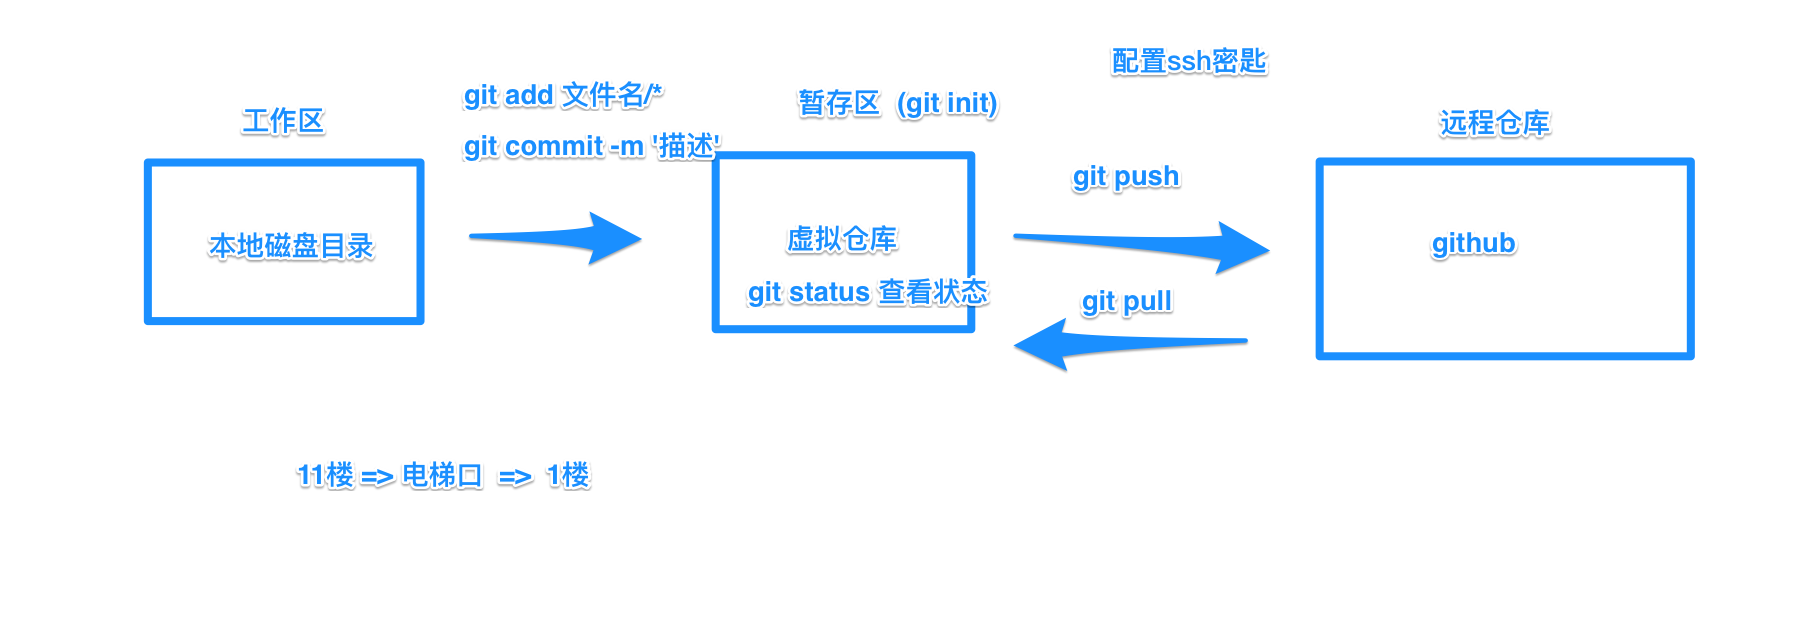 配置ssh密匙
git add 文件名/*
暂存区  (git init)
工作区
远程仓库
git commit -m '描述'
git push
本地磁盘目录
虚拟仓库
github
git status 查看状态
git pull
11楼 => 电梯口  =>  1楼